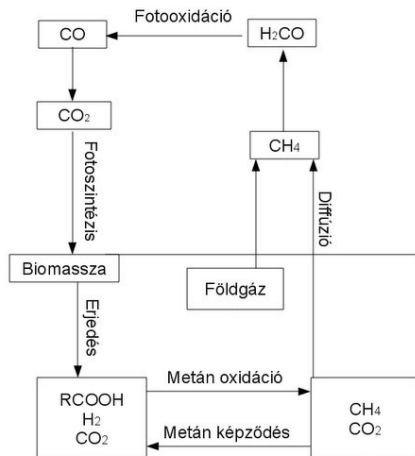 Fotooxidáció
CO
H₂CO
CO₂
CH₄
Fotoszintézis
Diffúzió
Biomassza
Földgáz
Erjedés
Metán oxidáció
RCOOH
H₂
CO₂
CH₄
CO₂
Metán képződés